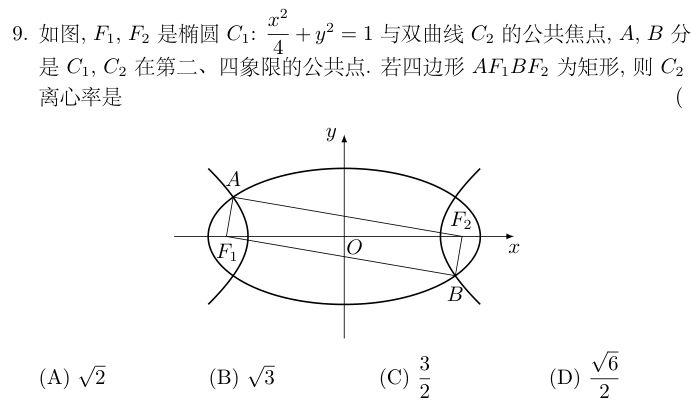 9. 如图, F₁, F₂ 是椭圆 C₁: x²/4 + y² = 1 与双曲线 C₂ 的公共焦点, A, B 分
是 C₁, C₂ 在第二、四象限的公共点. 若四边形 AF₁BF₂ 为矩形, 则 C₂
离心率是 (
y
A
F₂
F₁
O
x
B
(A) √2 (B) √3 (C) 3/2 (D) √6/2